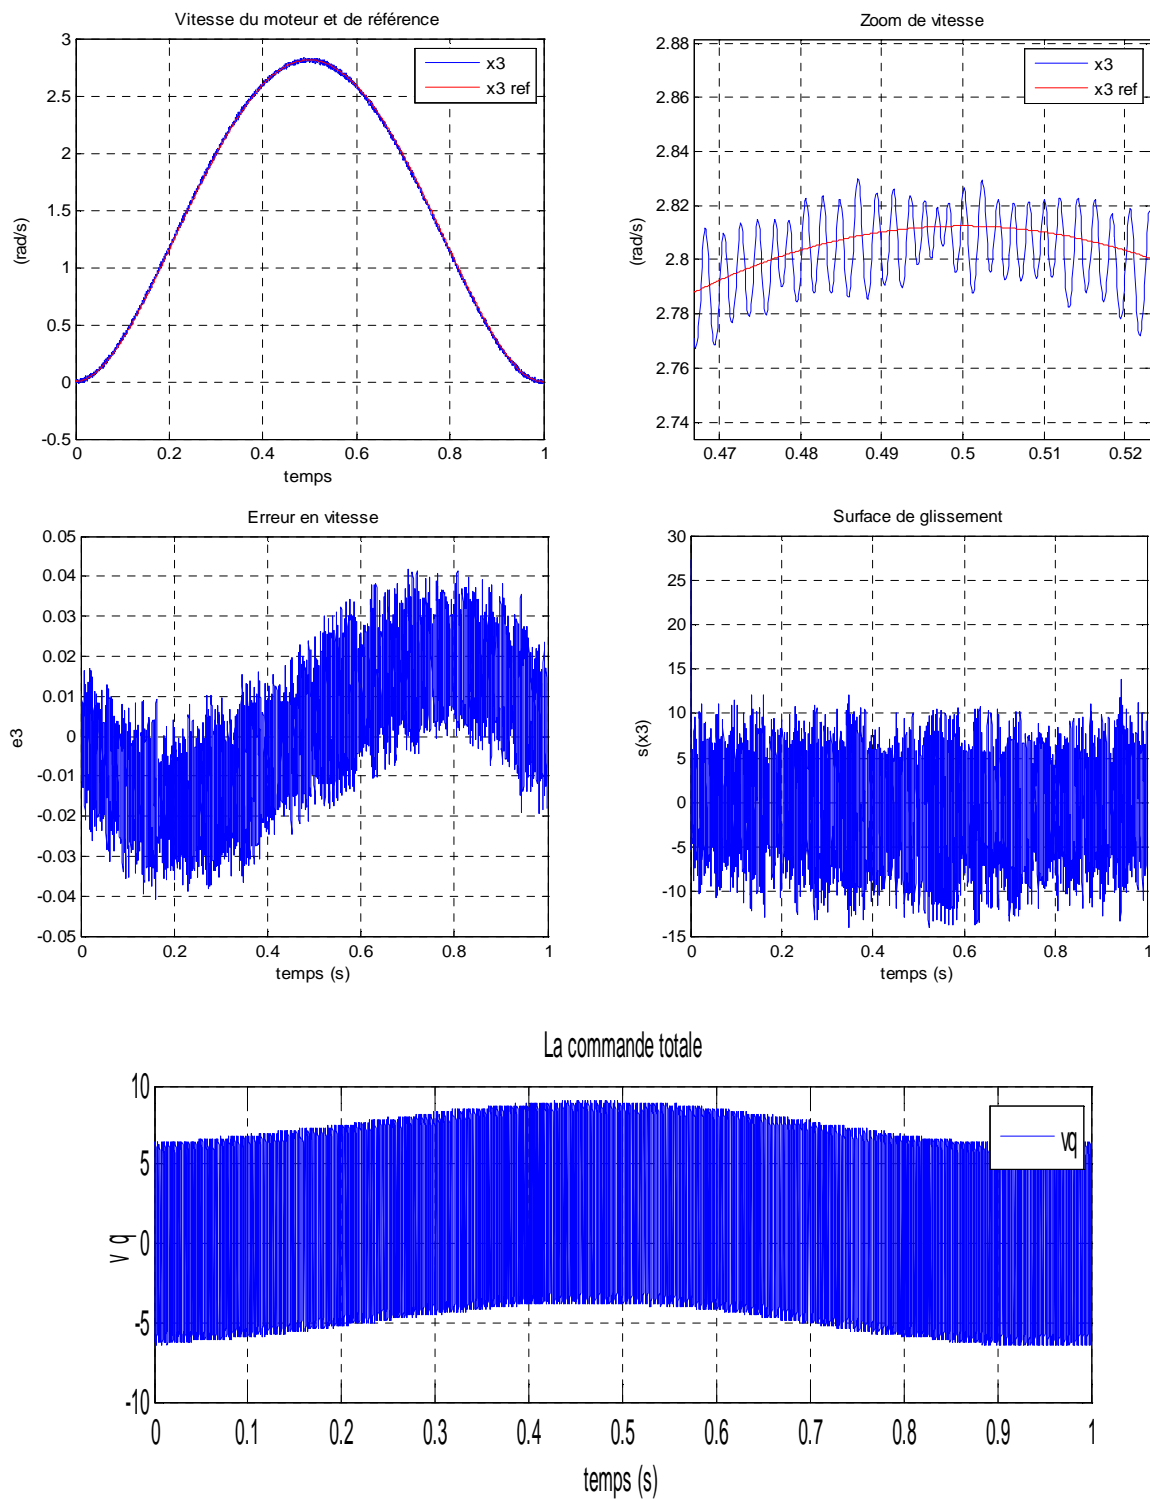 Vitesse du moteur et de référence
3
2.5
2
1.5
1
0.5
0
-0.5
(rad/s)
x3
x3 ref
0 0.2 0.4 0.6 0.8 1
temps
Zoom de vitesse
2.88
2.86
2.84
2.82
2.8
2.78
2.76
2.74
(rad/s)
x3
x3 ref
0.47 0.48 0.49 0.5 0.51 0.52
Erreur en vitesse
0.05
0.04
0.03
0.02
0.01
0
-0.01
-0.02
-0.03
-0.04
-0.05
e3
0 0.2 0.4 0.6 0.8 1
temps (s)
Surface de glissement
30
25
20
15
10
5
0
-5
-10
-15
s(x3)
0 0.2 0.4 0.6 0.8 1
temps (s)
La commande totale
10
5
0
-5
-10
v q
vq
0 0.1 0.2 0.3 0.4 0.5 0.6 0.7 0.8 0.9 1
temps (s)